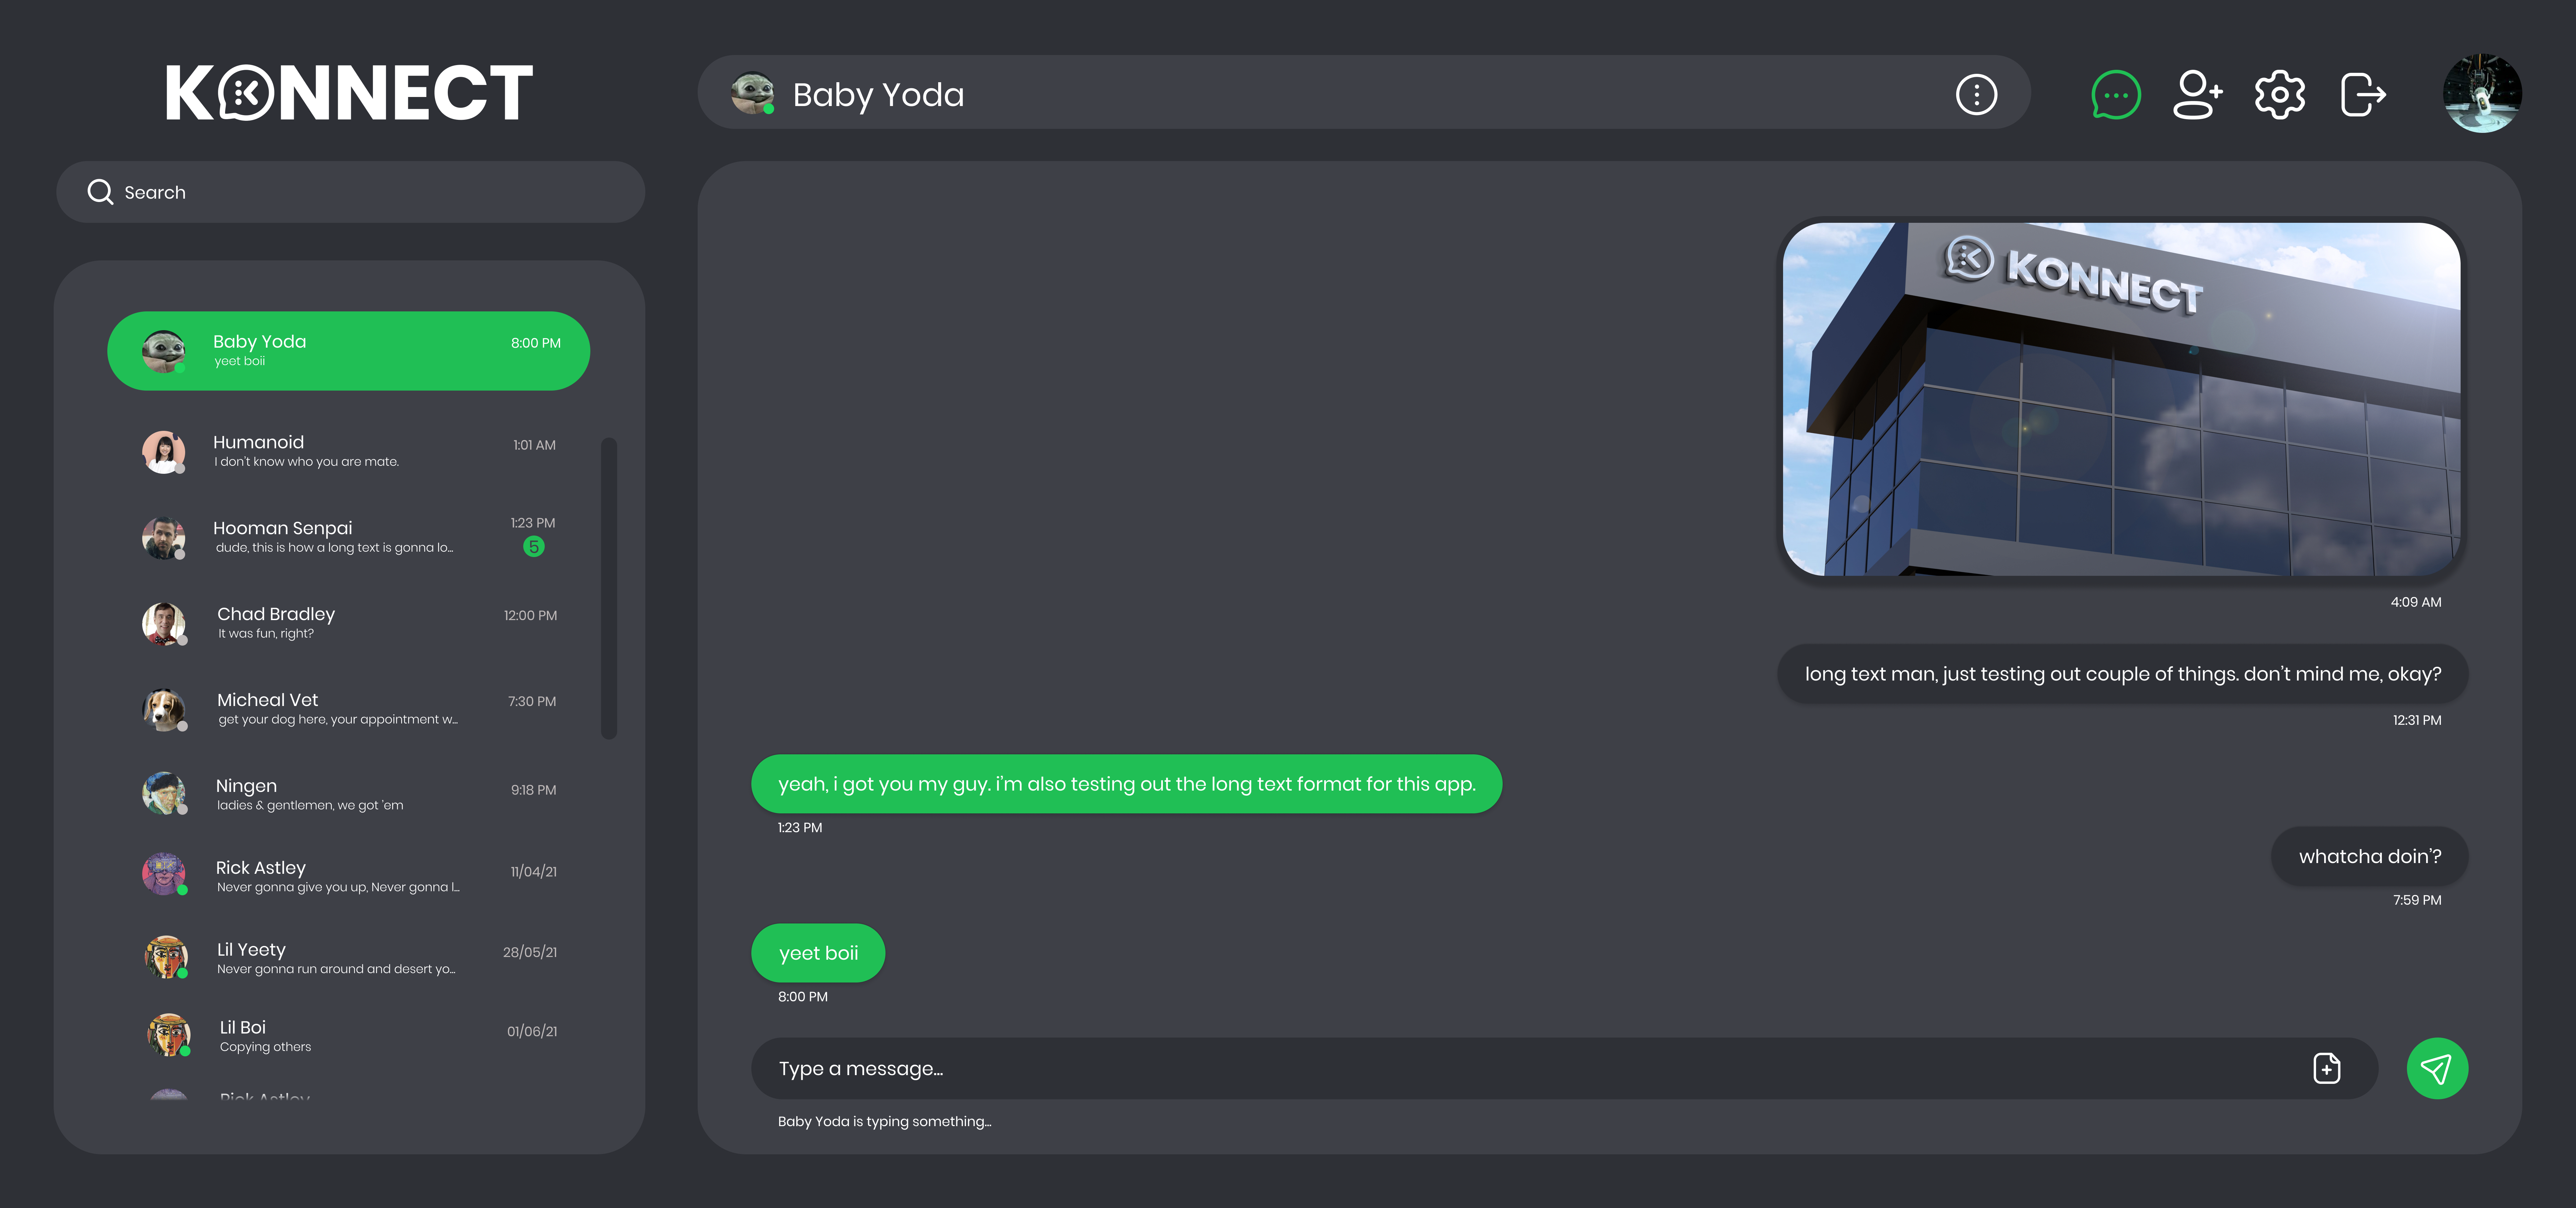 KONNECT
Search
Baby Yoda
8:00 PM
yeet boii
Humanoid
1:01 AM
I don't know who you are mate.
Hooman Senpai
1:23 PM
dude, this is how a long text is gonna lo...
5
Chad Bradley
12:00 PM
It was fun, right?
Micheal Vet
7:30 PM
get your dog here, your appointment w...
Ningen
9:18 PM
ladies & gentlemen, we got 'em
Rick Astley
11/04/21
Never gonna give you up, Never gonna l...
Lil Yeety
28/05/21
Never gonna run around and desert yo...
Lil Boi
01/06/21
Copying others
Rick Astley
Baby Yoda
KONNECT
4:09 AM
long text man, just testing out couple of things. don't mind me, okay?
12:31 PM
yeah, i got you my guy. i'm also testing out the long text format for this app.
1:23 PM
whatcha doin'?
7:59 PM
yeet boii
8:00 PM
Type a message...
Baby Yoda is typing something...